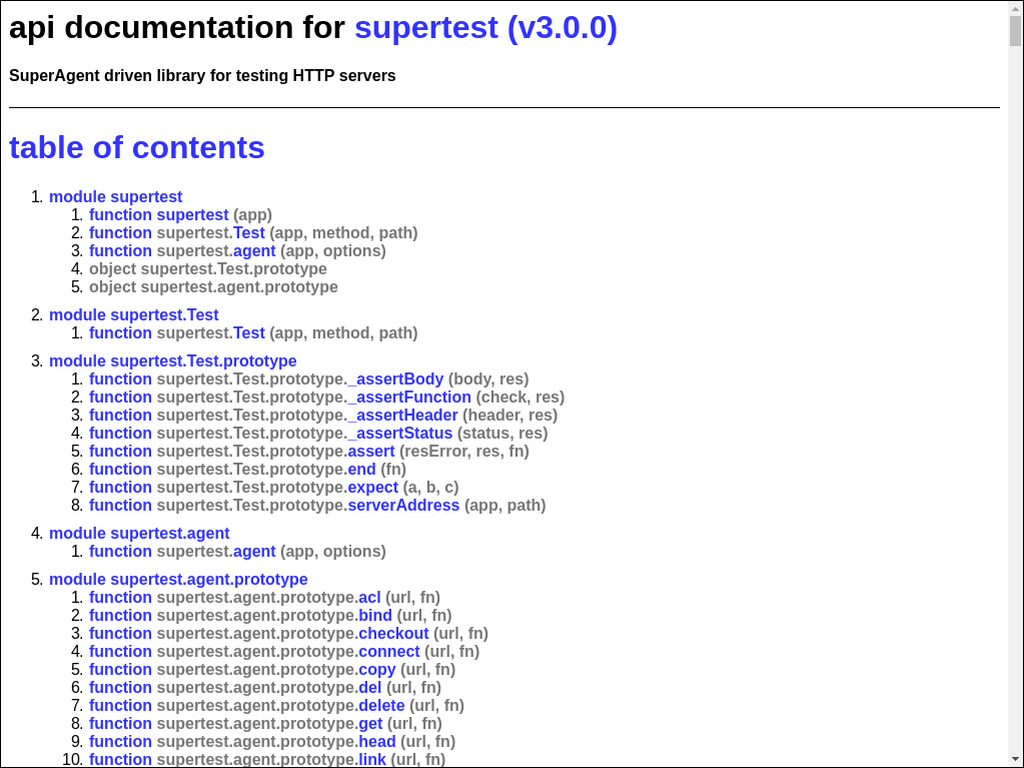 api documentation for supertest (v3.0.0)
SuperAgent driven library for testing HTTP servers
table of contents
1. module supertest
1. function supertest (app)
2. function supertest.Test (app, method, path)
3. function supertest.agent (app, options)
4. object supertest.Test.prototype
5. object supertest.agent.prototype
2. module supertest.Test
1. function supertest.Test (app, method, path)
3. module supertest.Test.prototype
1. function supertest.Test.prototype._assertBody (body, res)
2. function supertest.Test.prototype._assertFunction (check, res)
3. function supertest.Test.prototype._assertHeader (header, res)
4. function supertest.Test.prototype._assertStatus (status, res)
5. function supertest.Test.prototype.assert (resError, res, fn)
6. function supertest.Test.prototype.end (fn)
7. function supertest.Test.prototype.expect (a, b, c)
8. function supertest.Test.prototype.serverAddress (app, path)
4. module supertest.agent
1. function supertest.agent (app, options)
5. module supertest.agent.prototype
1. function supertest.agent.prototype.acl (url, fn)
2. function supertest.agent.prototype.bind (url, fn)
3. function supertest.agent.prototype.checkout (url, fn)
4. function supertest.agent.prototype.connect (url, fn)
5. function supertest.agent.prototype.copy (url, fn)
6. function supertest.agent.prototype.del (url, fn)
7. function supertest.agent.prototype.delete (url, fn)
8. function supertest.agent.prototype.get (url, fn)
9. function supertest.agent.prototype.head (url, fn)
10. function supertest.agent.prototype.link (url, fn)